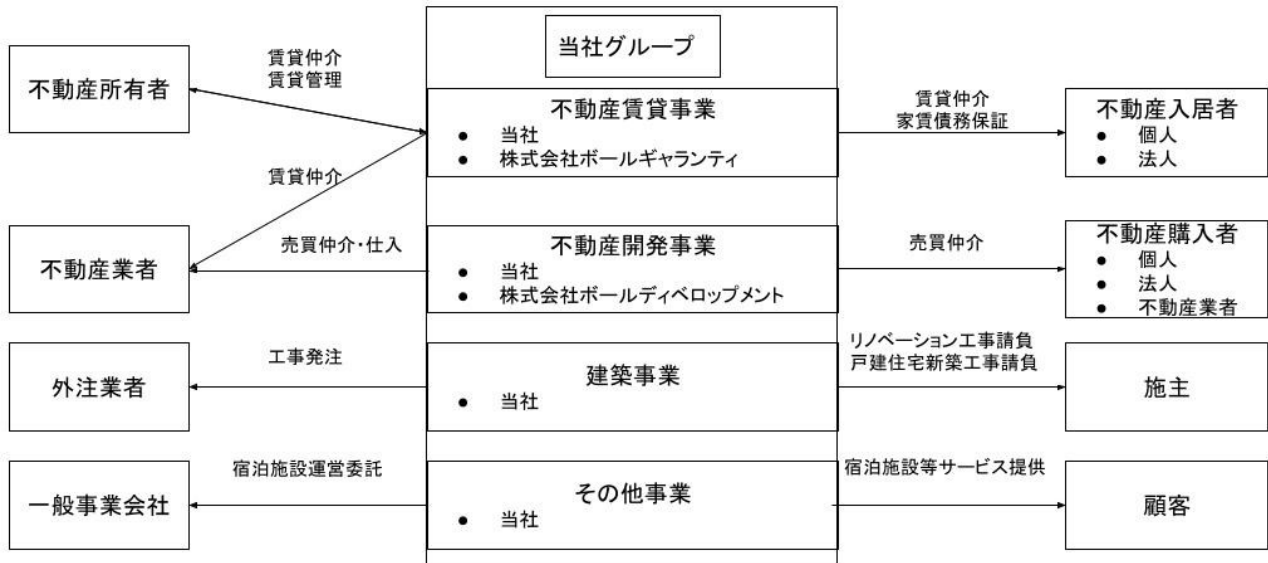 当社グループ
不動産所有者
賃貸仲介
賃貸管理
不動産賃貸事業
● 当社
● 株式会社ボールギャランティ
賃貸仲介
家賃債務保証
不動産入居者
● 個人
● 法人
賃貸仲介
不動産業者
売買仲介・仕入
不動産開発事業
● 当社
● 株式会社ボールディベロップメント
売買仲介
不動産購入者
● 個人
● 法人
● 不動産業者
外注業者
工事発注
建築事業
● 当社
リノベーション工事請負
戸建住宅新築工事請負
施主
一般事業会社
宿泊施設運営委託
その他事業
● 当社
宿泊施設等サービス提供
顧客